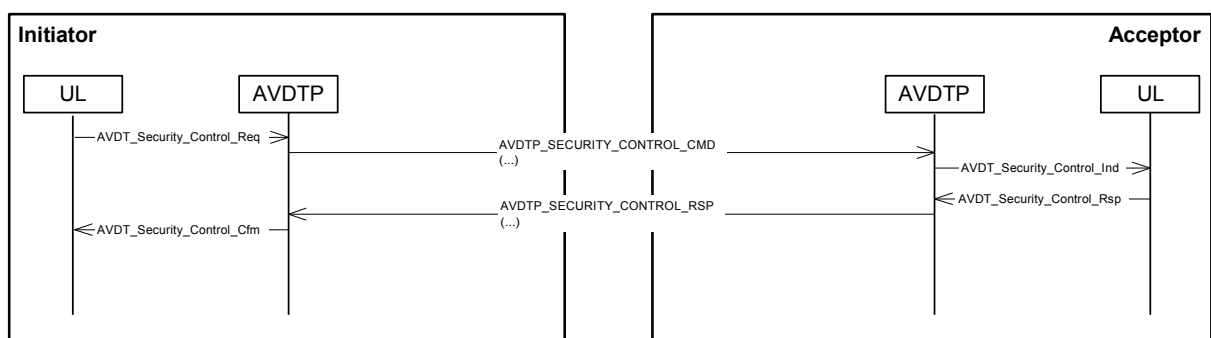 Initiator
Acceptor
UL
AVDTP
AVDTP
UL
AVDT_Security_Control_Req
AVDTP_SECURITY_CONTROL_CMD
(...)
AVDT_Security_Control_Ind
AVDT_Security_Control_Rsp
AVDTP_SECURITY_CONTROL_RSP
(...)
AVDT_Security_Control_Cfm